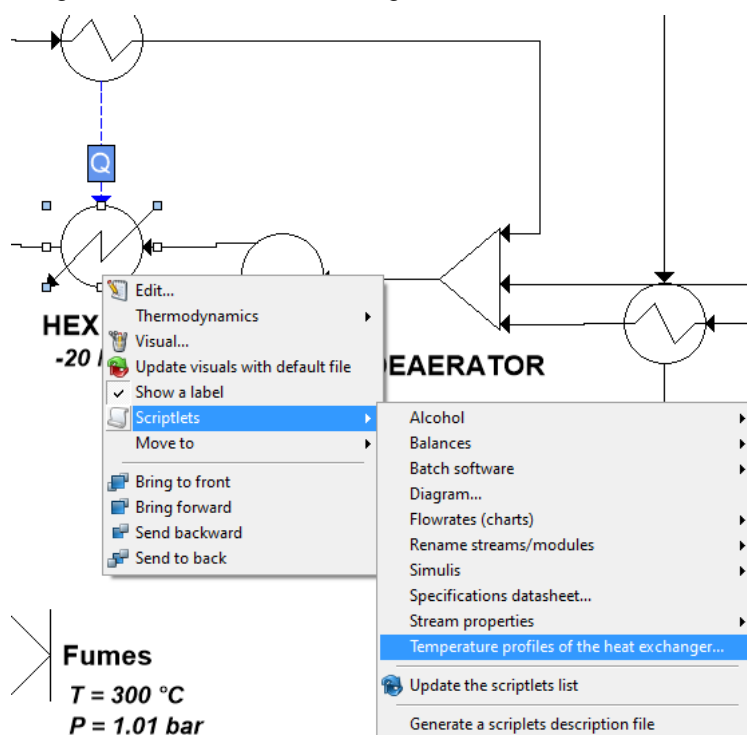 Q
HEX
-20
EAERATOR
Edit...
Thermodynamics
Visual...
Update visuals with default file
Show a label
Scriptlets
Move to
Bring to front
Bring forward
Send backward
Send to back
Alcohol
Balances
Batch software
Diagram...
Flowrates (charts)
Rename streams/modules
Simulis
Specifications datasheet...
Stream properties
Temperature profiles of the heat exchanger...
Update the scriptlets list
Generate a scriplets description file
Fumes
T = 300 °C
P = 1.01 bar